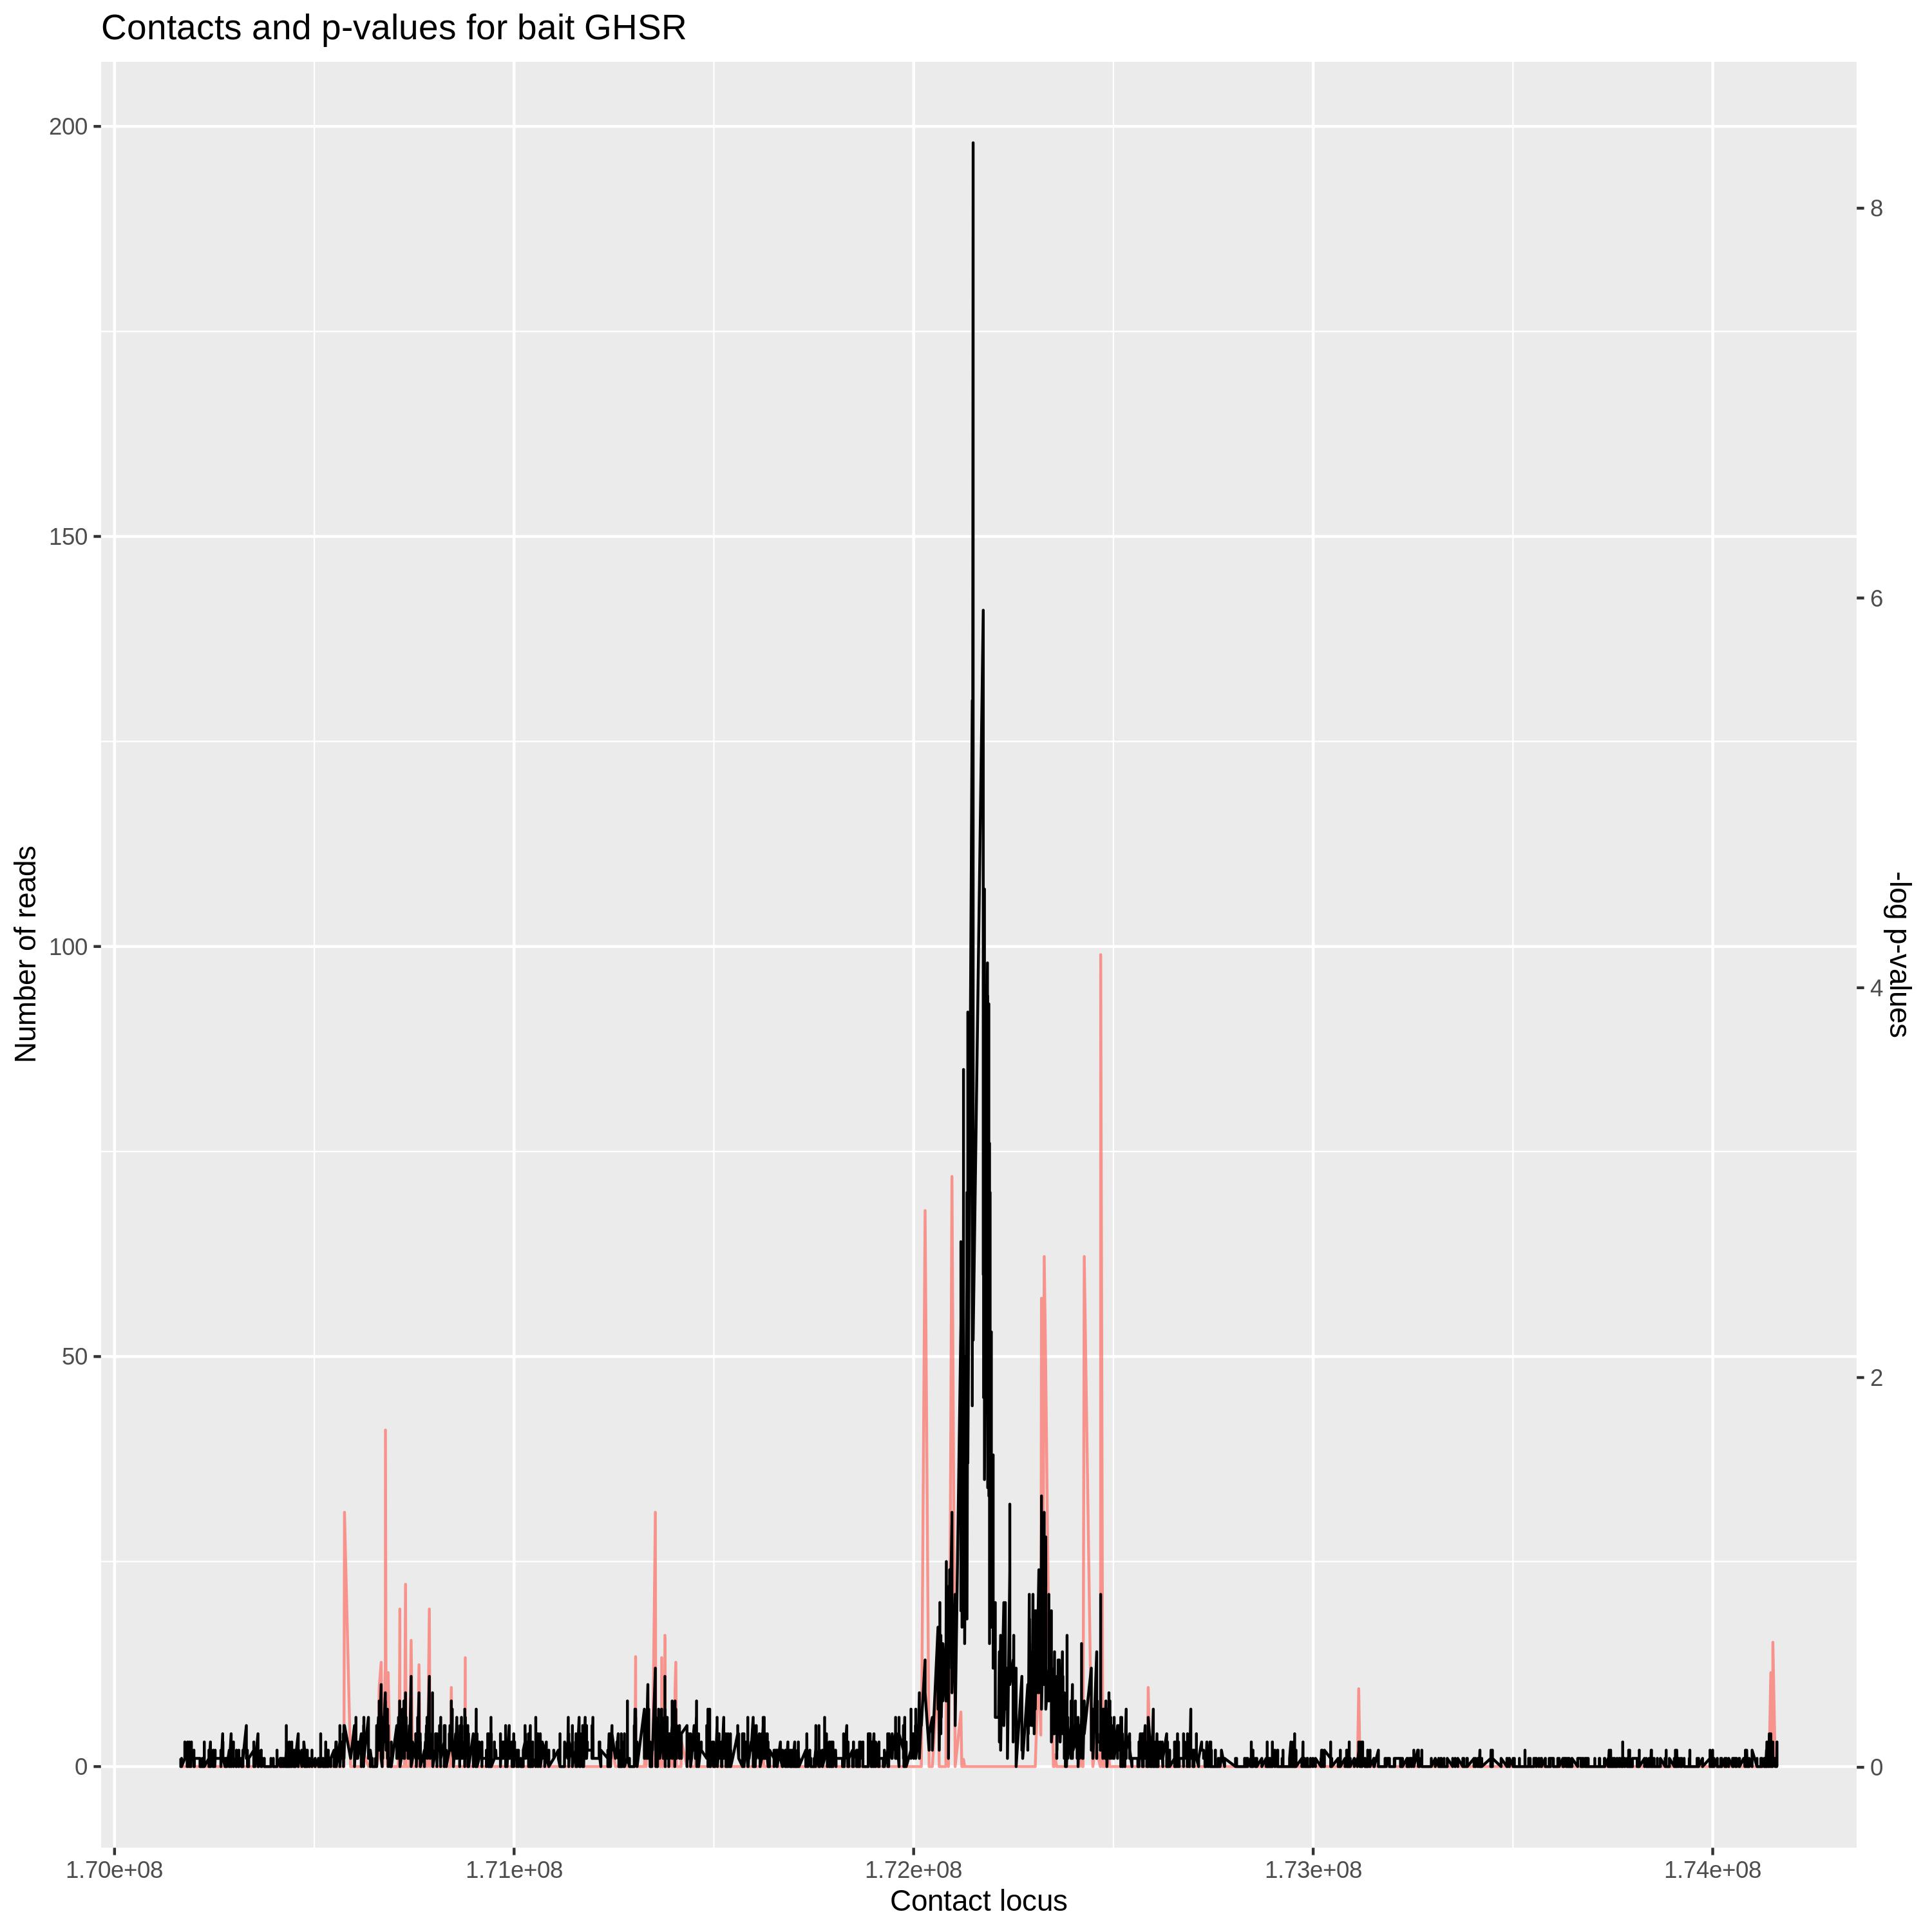 Contacts and p-values for bait GHSR
200
150
100
50
0
Number of reads
8
6
4
2
0
-log p-values
1.70e+08
1.71e+08
1.72e+08
1.73e+08
1.74e+08
Contact locus